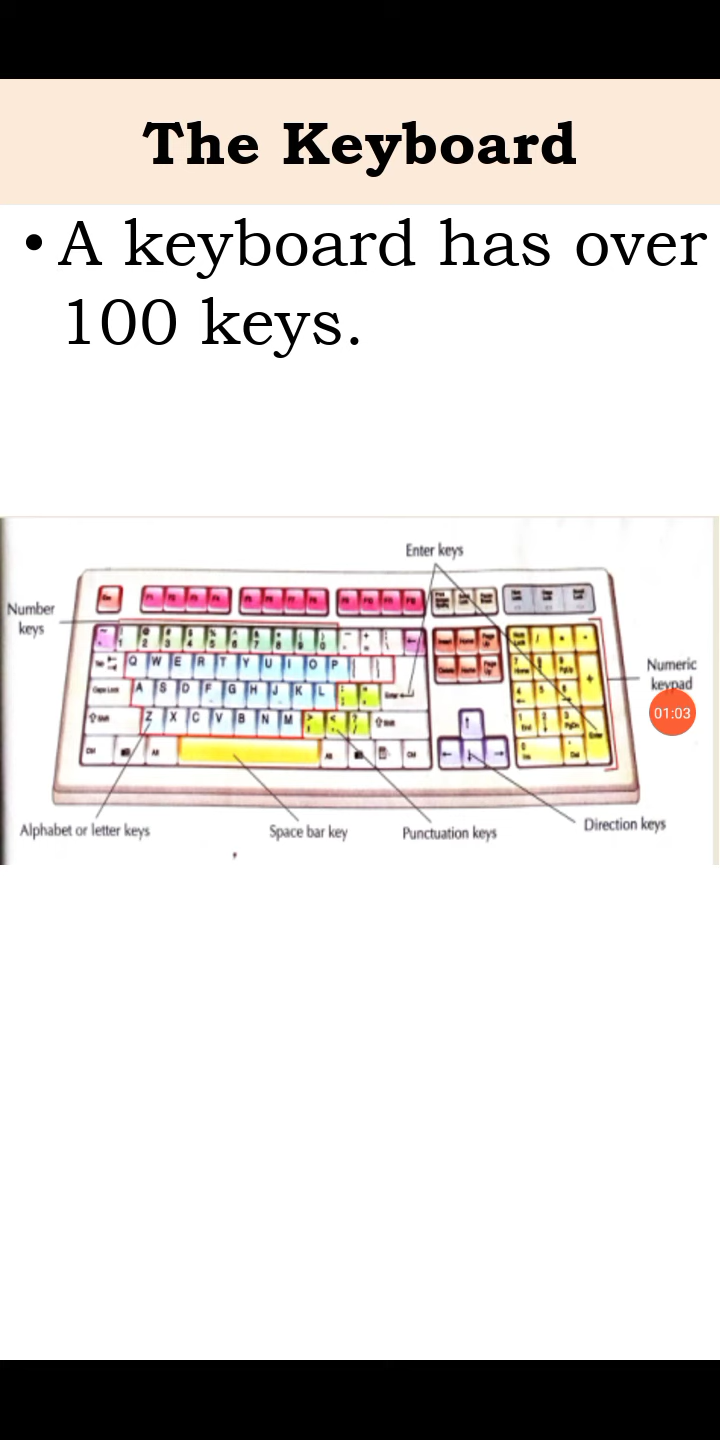 The Keyboard
• A keyboard has over
100 keys.
Enter keys
Number
keys
Numeric
keypad
01:03
Q W E R T Y U I O P
A S D F G H J K L
Z X C V B N M
Alphabet or letter keys
Space bar key
Punctuation keys
Direction keys